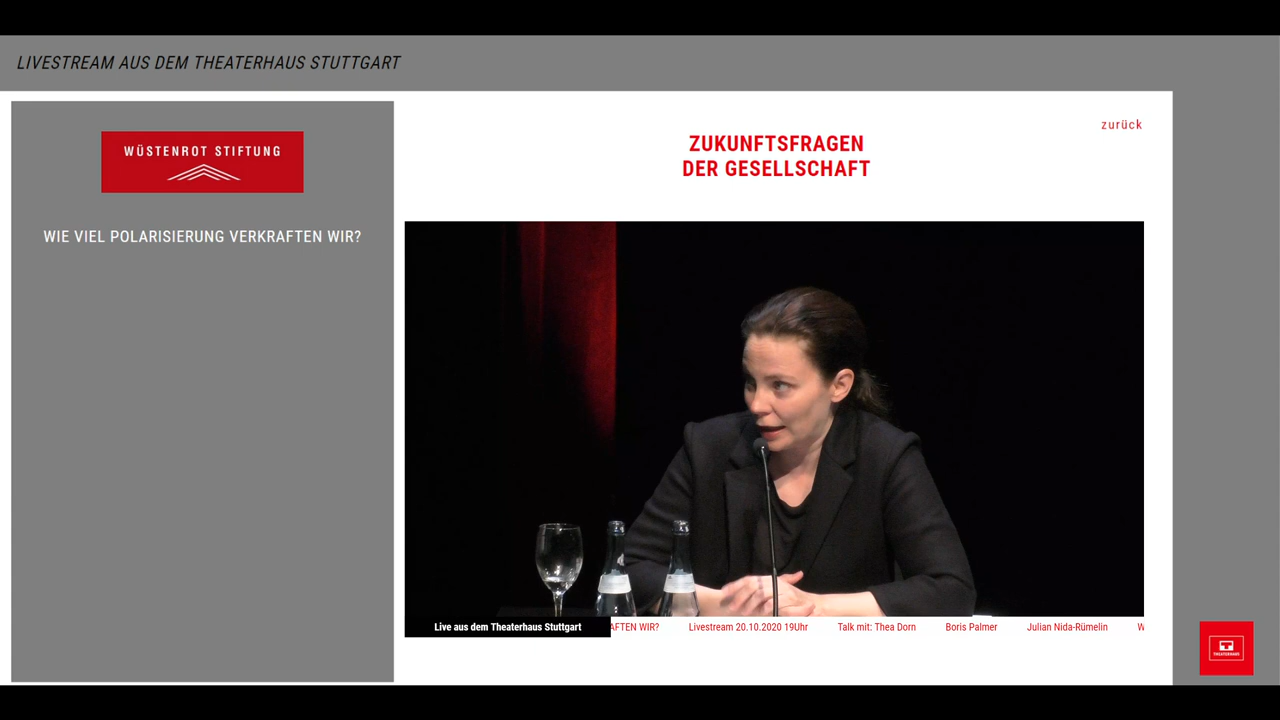 LIVESTREAM AUS DEM THEATERHAUS STUTTGART
WÜSTENROT STIFTUNG
WIE VIEL POLARISIERUNG VERKRAFTEN WIR?
zurück
ZUKUNFTSFRAGEN
DER GESELLSCHAFT
Live aus dem Theaterhaus Stuttgart
AFTEN WIR? Livestream 20.10.2020 19Uhr Talk mit: Thea Dorn Boris Palmer Julian Nida-Rümelin W
THEATERHAUS